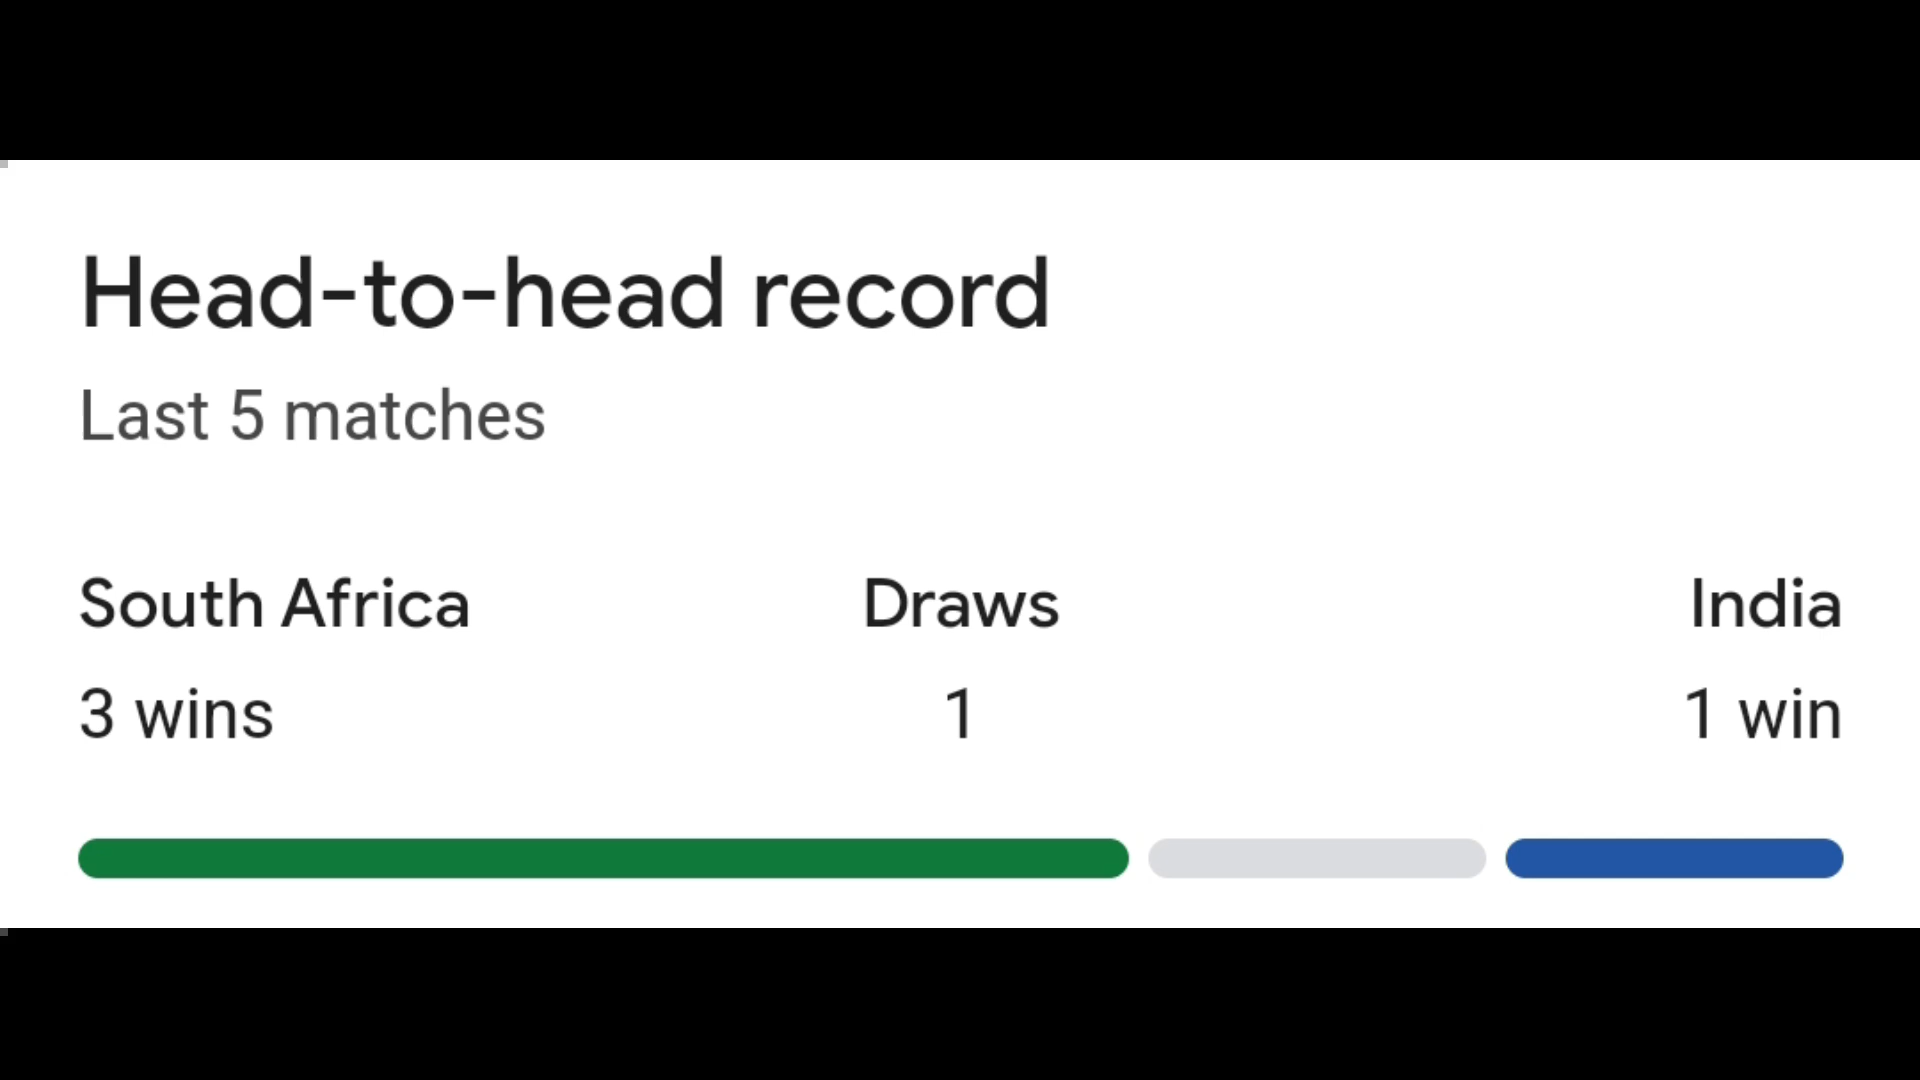 Head-to-head record
Last 5 matches
South Africa Draws India
3 wins 1 1 win